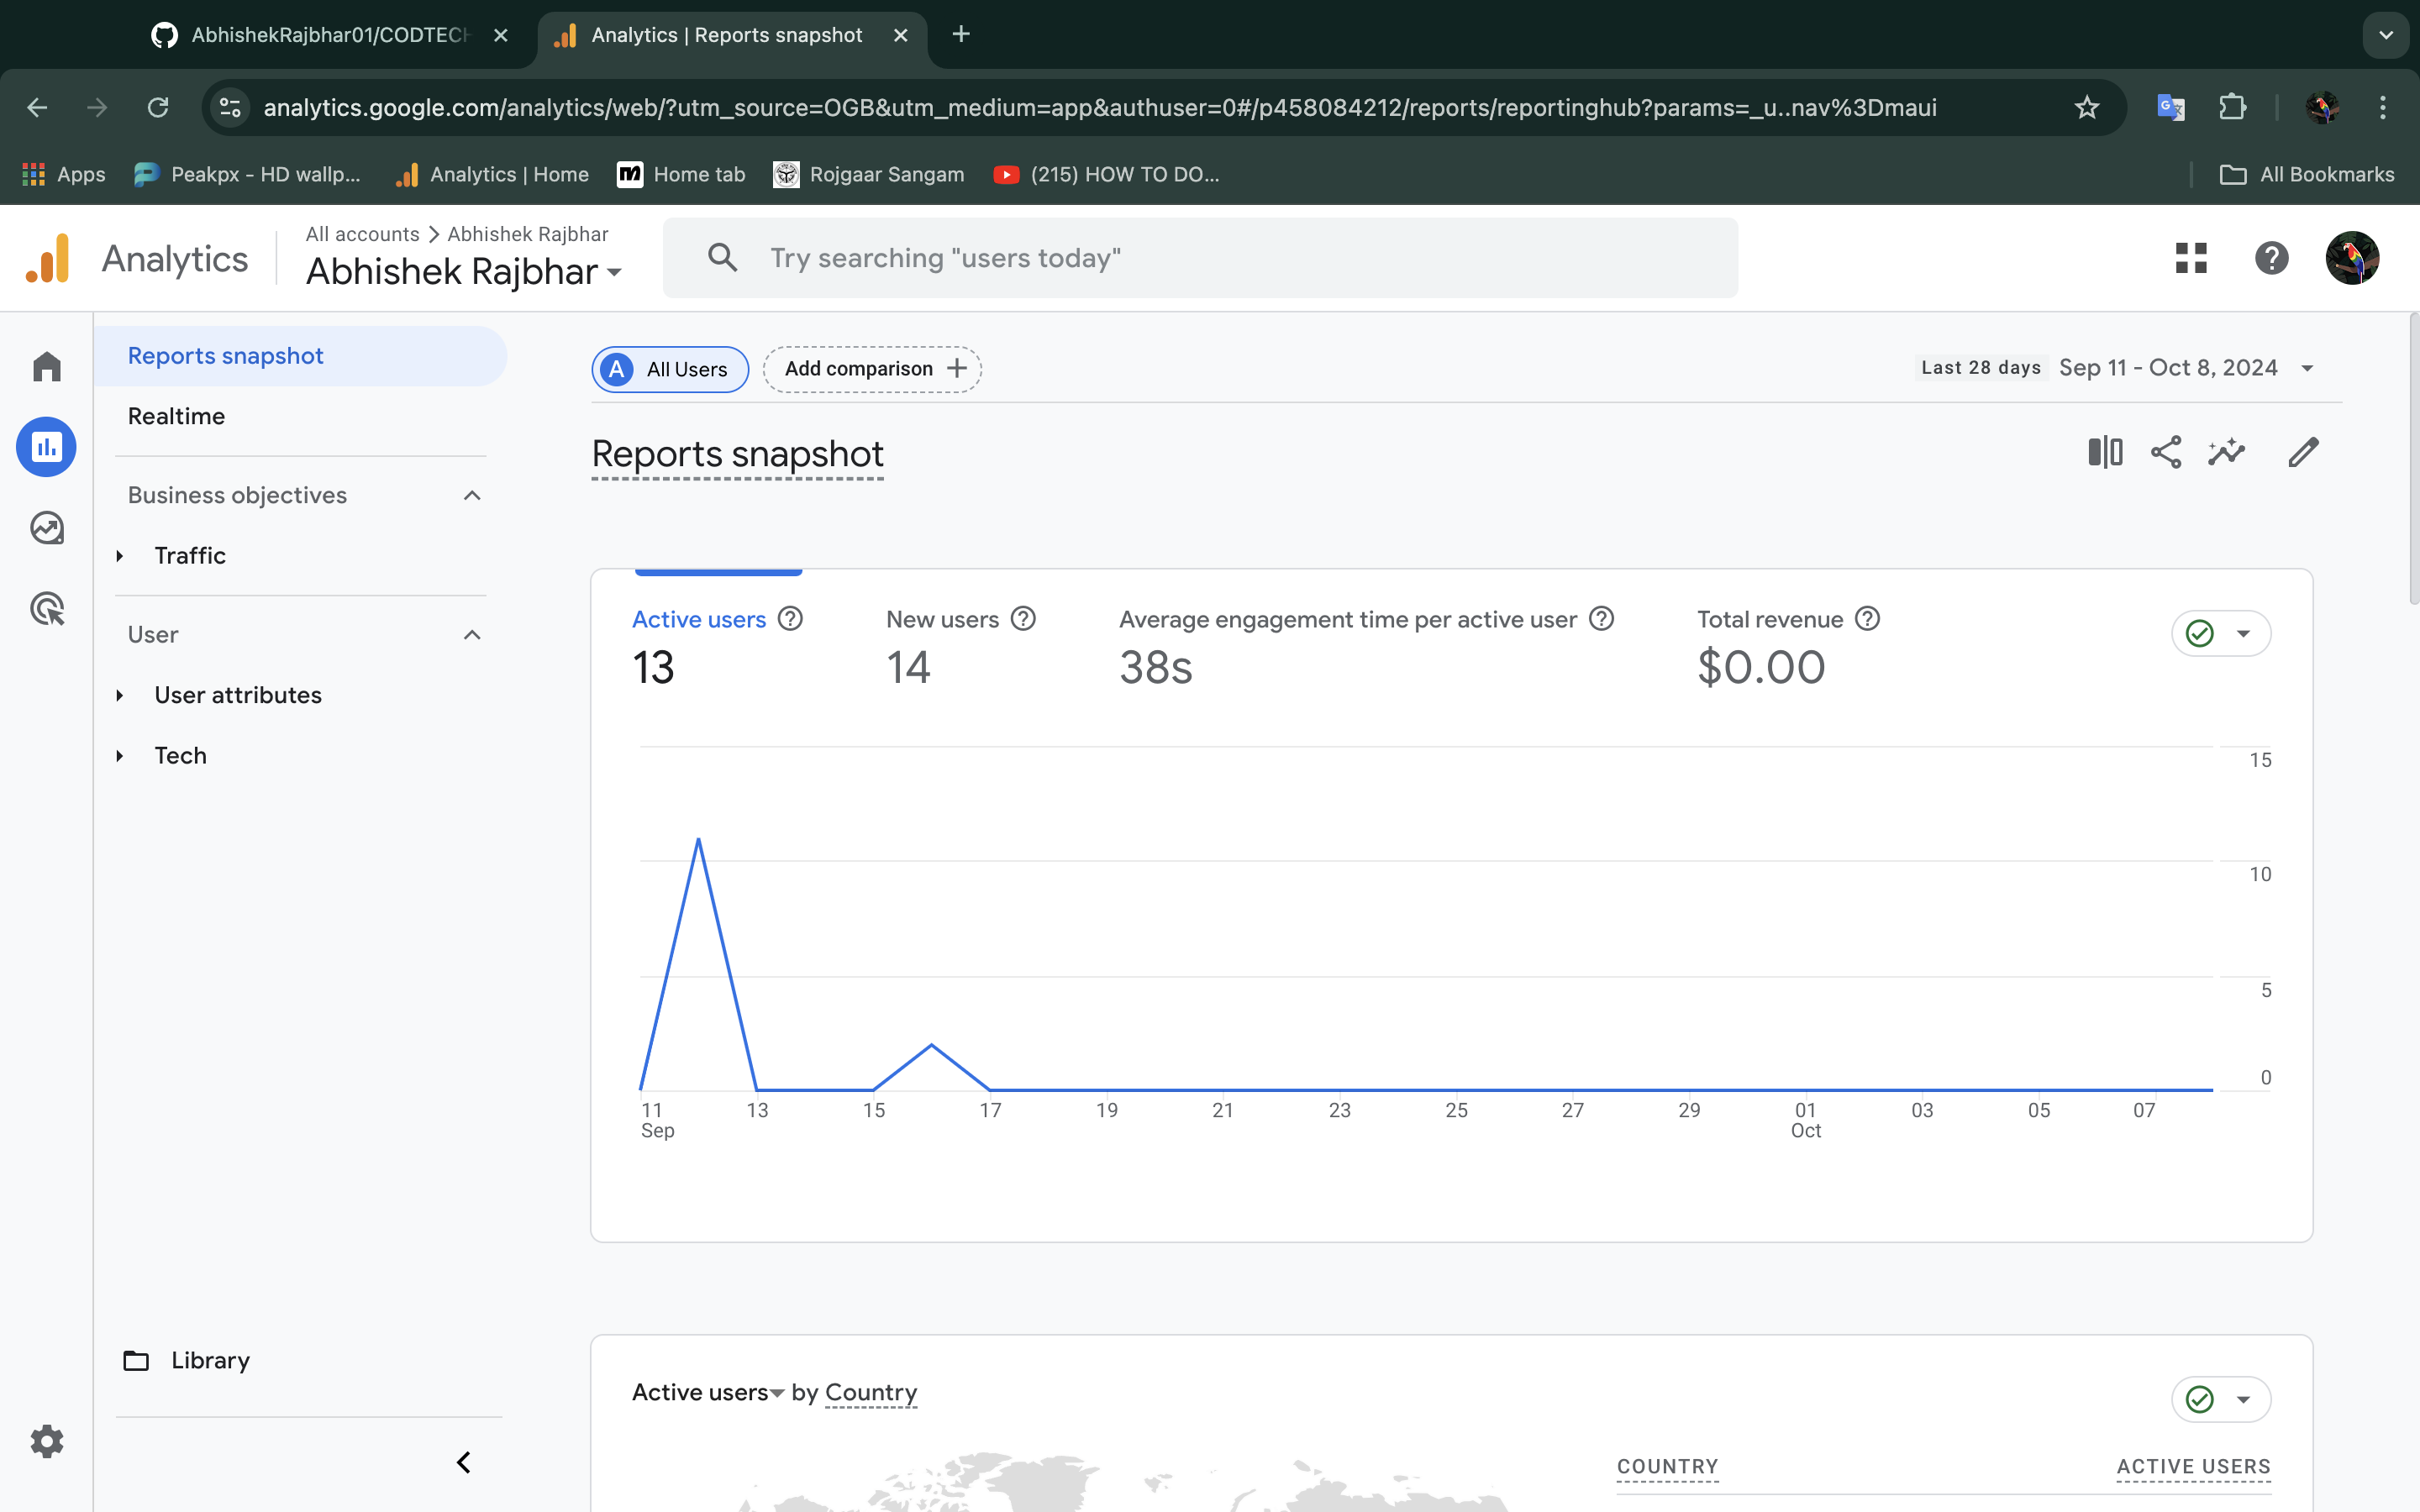 AbhishekRajbhar01/CODTECH
Analytics | Reports snapshot
analytics.google.com/analytics/web/?utm_source=OGB&utm_medium=app&authuser=0#/p458084212/reports/reportinghub?params=_u..nav%3Dmaui
Apps
Peakpx - HD wallp...
Analytics | Home
Home tab
Rojgaar Sangam
(215) HOW TO DO...
All Bookmarks
Analytics
All accounts > Abhishek Rajbhar
Abhishek Rajbhar
Try searching "users today"
Reports snapshot
Realtime
Business objectives
Traffic
User
User attributes
Tech
Library
A All Users
Add comparison +
Last 28 days Sep 11 - Oct 8, 2024
Reports snapshot
Active users
13
New users
14
Average engagement time per active user
38s
Total revenue
$0.00
15
10
5
0
11 13 15 17 19 21 23 25 27 29 01 03 05 07
Sep Oct
Active users by Country
COUNTRY ACTIVE USERS